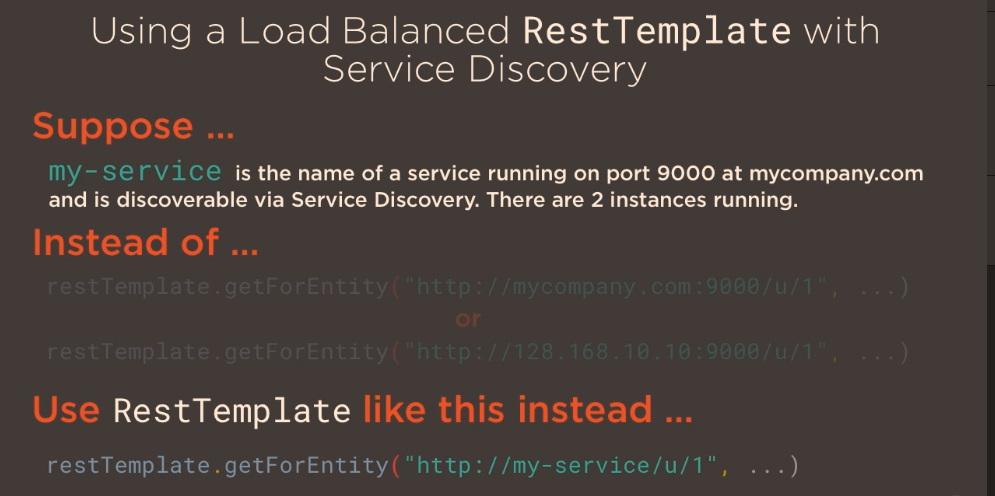 Using a Load Balanced RestTemplate with
Service Discovery
Suppose ...
my-service is the name of a service running on port 9000 at mycompany.com
and is discoverable via Service Discovery. There are 2 instances running.
Instead of ...
restTemplate.getForEntity("http://mycompany.com:9000/u/1", ...)
or
restTemplate.getForEntity("http://128.168.10.10:9000/u/1", ...)
Use RestTemplate like this instead ...
restTemplate.getForEntity("http://my-service/u/1", ...)